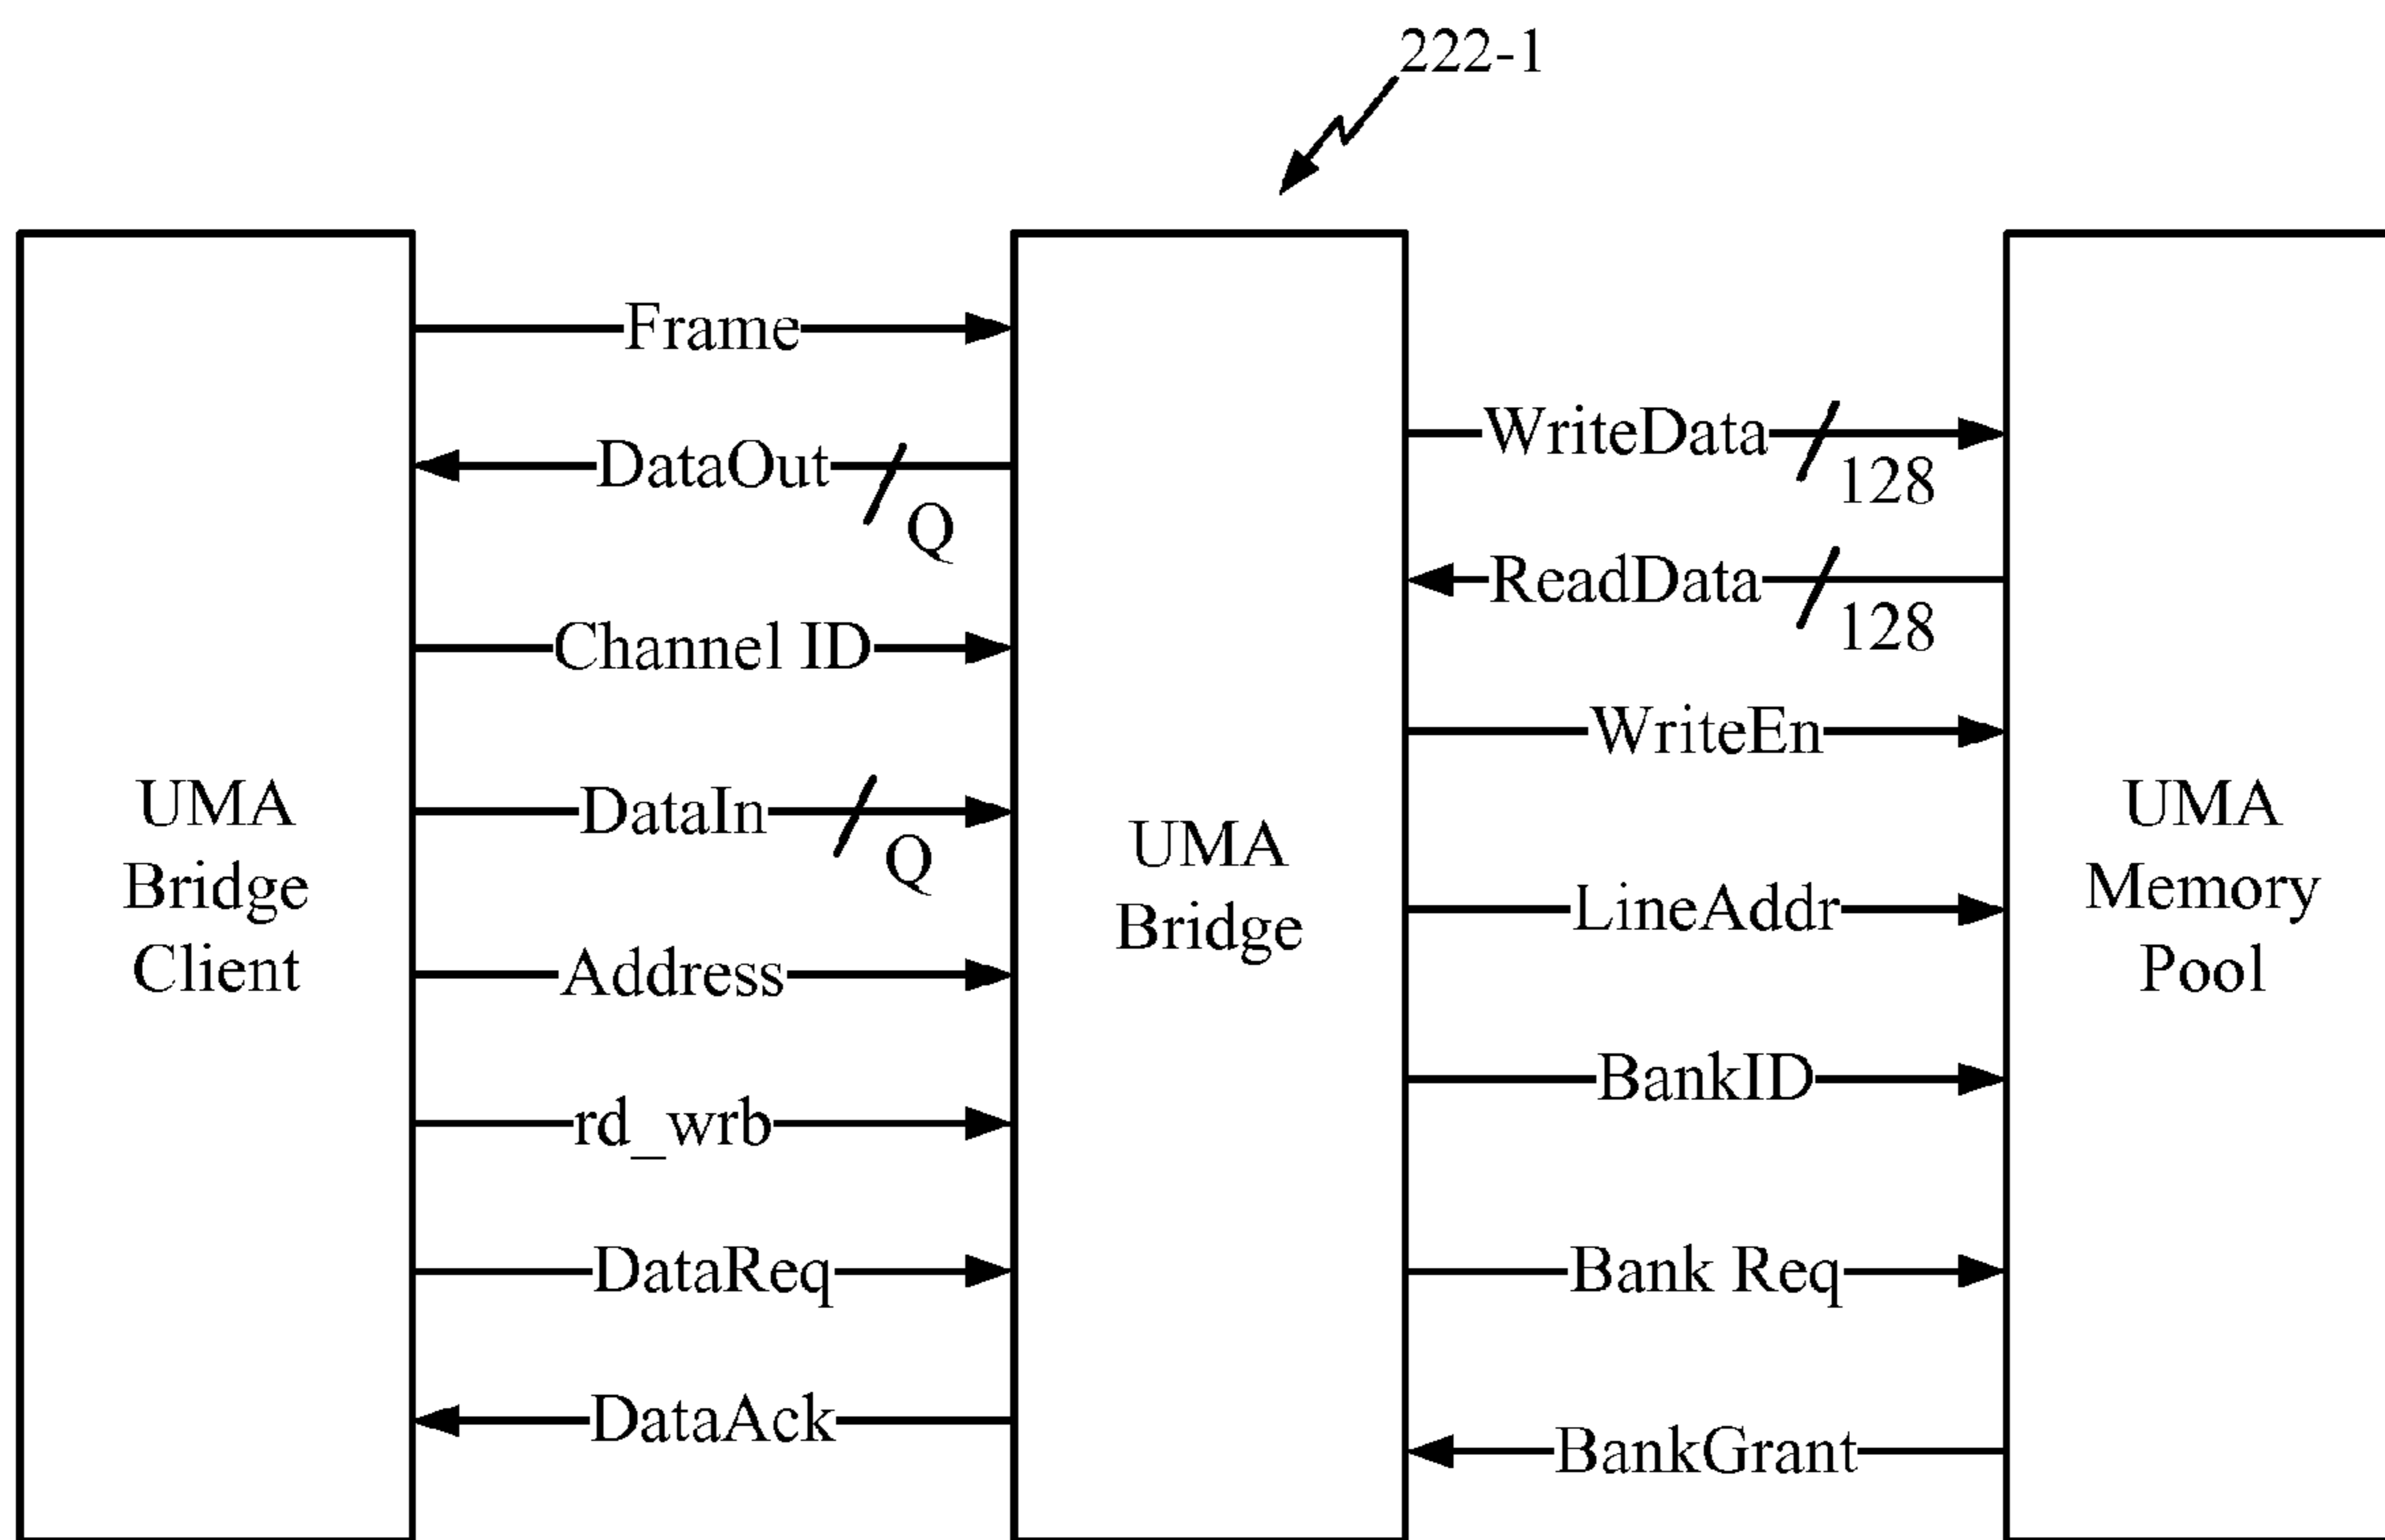 222-1
UMA
Bridge
Client
Frame
DataOut
Q
Channel ID
DataIn
Q
Address
rd_wrb
DataReq
DataAck
UMA
Bridge
WriteData
128
ReadData
128
WriteEn
LineAddr
BankID
Bank Req
BankGrant
UMA
Memory
Pool